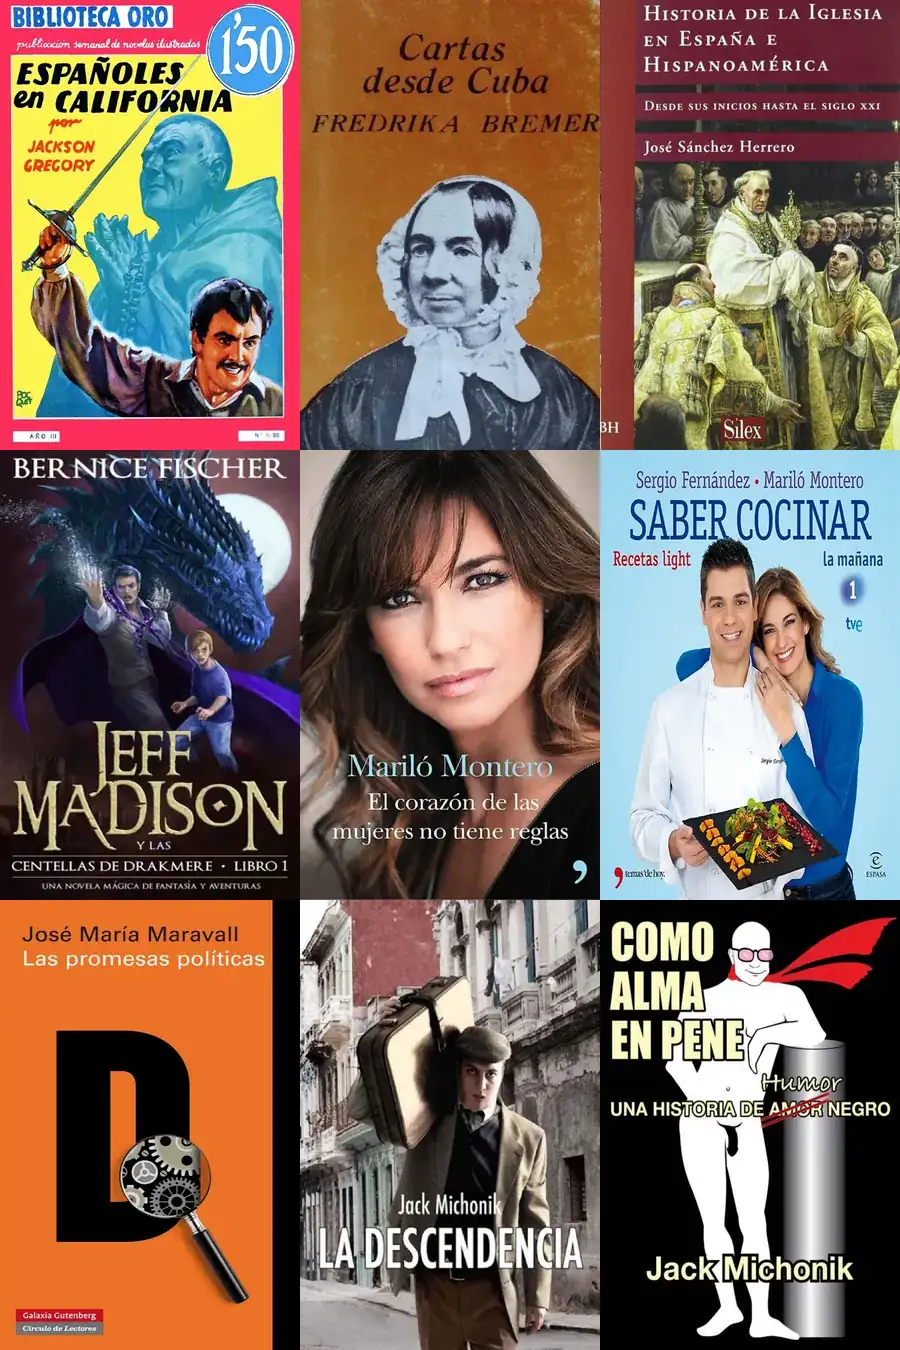 BIBLIOTECA ORO
publicación semanal de novelas ilustradas
1'50
ESPAÑOLES
en CALIFORNIA
por
JACKSON
GREGORY
AÑO III
Cartas
desde Cuba
FREDRIKA BREMER
HISTORIA DE LA IGLESIA
EN ESPAÑA E
HISPANOAMÉRICA
DESDE SUS INICIOS HASTA EL SIGLO XXI
José Sánchez Herrero
BH
Sílex
BERNICE FISCHER
JEFF
MADISON
Y LAS
CENTELLAS DE DRAKMERE • LIBRO 1
UNA NOVELA MÁGICA DE FANTASÍA Y AVENTURAS
Mariló Montero
El corazón de las
mujeres no tiene reglas
Sergio Fernández • Mariló Montero
SABER COCINAR
Recetas light
la mañana
1
tve
temas'de hoy.
e
ESPASA
José María Maravall
Las promesas políticas
D
Galaxia Gutenberg
Círculo de Lectores
Jack Michonik
LA DESCENDENCIA
COMO
ALMA
EN PENE
Humor
UNA HISTORIA DE AMOR NEGRO
Jack Michonik